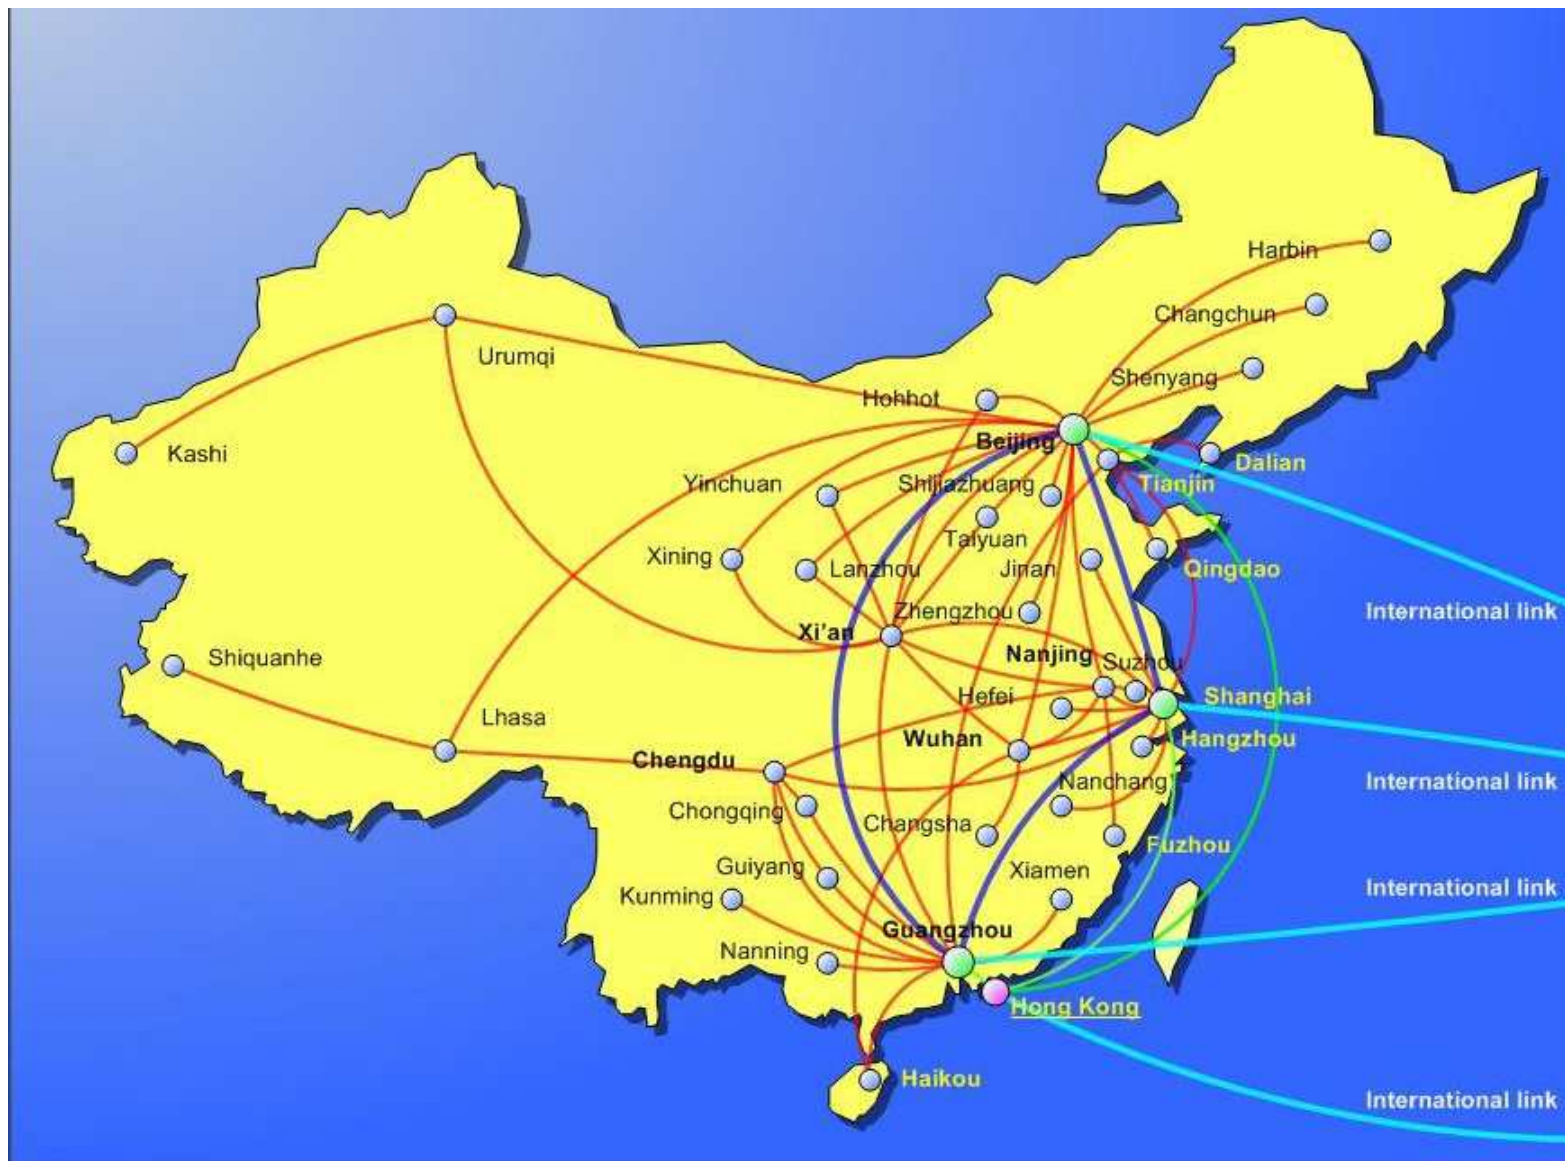 Harbin
Changchun
Urumqi
Shenyang
Hohhot
Beijing
Kashi
Dalian
Yinchuan
Shijiazhuang
Tianjin
Taiyuan
Xining
Lanzhou
Jinan
Qingdao
Zhengzhou
International link
Xi'an
Shiquanhe
Nanjing
Suzhou
Hefei
Shanghai
Lhasa
Wuhan
Hangzhou
Chengdu
Nanchang
International link
Chongqing
Changsha
Fuzhou
Guiyang
Xiamen
International link
Kunming
Guangzhou
Nanning
Hong Kong
Haikou
International link